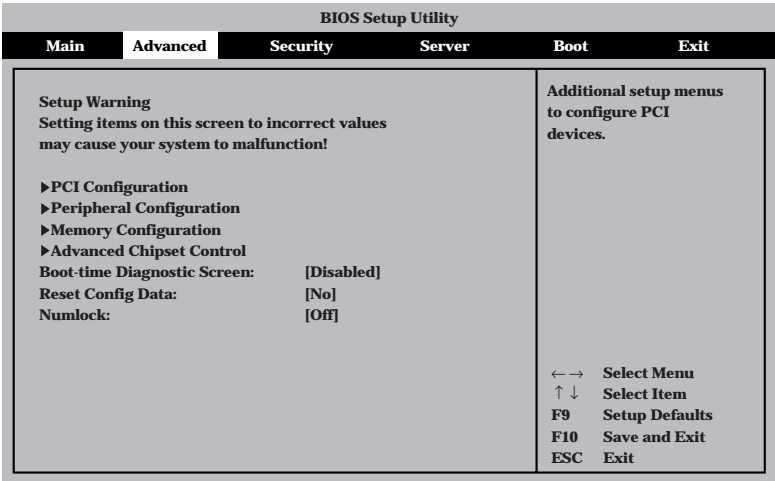 BIOS Setup Utility
Main Advanced Security Server Boot Exit
Setup Warning
Setting items on this screen to incorrect values
may cause your system to malfunction!
▶PCI Configuration
▶Peripheral Configuration
▶Memory Configuration
▶Advanced Chipset Control
Boot-time Diagnostic Screen: [Disabled]
Reset Config Data: [No]
Numlock: [Off]
Additional setup menus
to configure PCI
devices.
←→ Select Menu
↑↓ Select Item
F9 Setup Defaults
F10 Save and Exit
ESC Exit